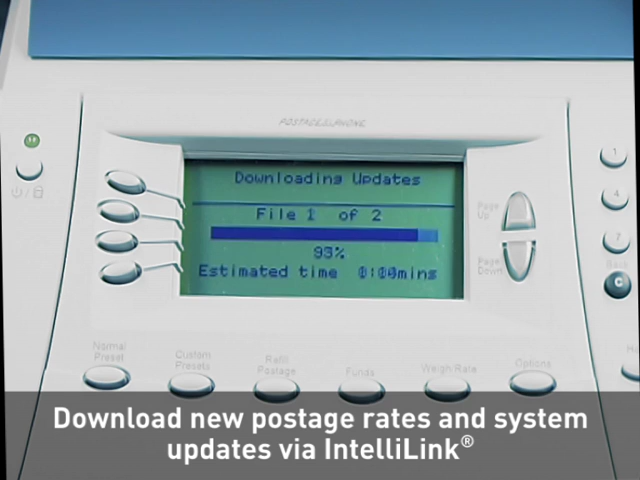 POSTAGE BY PHONE
Downloading Updates
File 1 of 2
93%
Estimated time 0:00mins
Page Up
Page Down
1
4
7
Back
C
Normal Preset
Custom Presets
Refill Postage
Funds
Weigh Rate
Options
Download new postage rates and system
updates via IntelliLink®